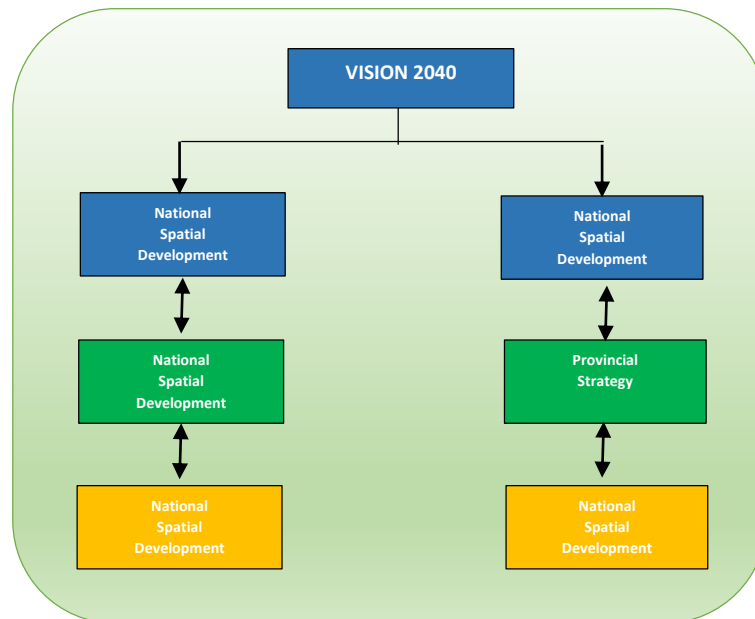 VISION 2040
National
Spatial
Development
National
Spatial
Development
National
Spatial
Development
Provincial
Strategy
National
Spatial
Development
National
Spatial
Development